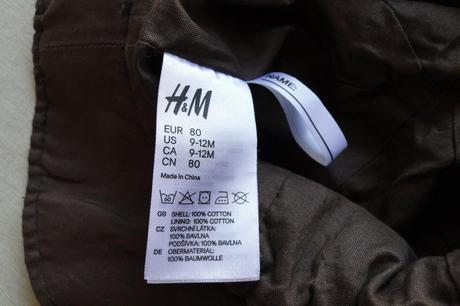 H&M
EUR 80
US 9-12M
CA 9-12M
CN 80
Made in China
GB SHELL: 100% COTTON
LINING: 100% COTTON
CZ SVRCHNÍ LÁTKA:
100% BAVLNA
PODŠÍVKA: 100% BAVLNA
DE OBERMATERIAL:
100% BAUMWOLLE
NAME: